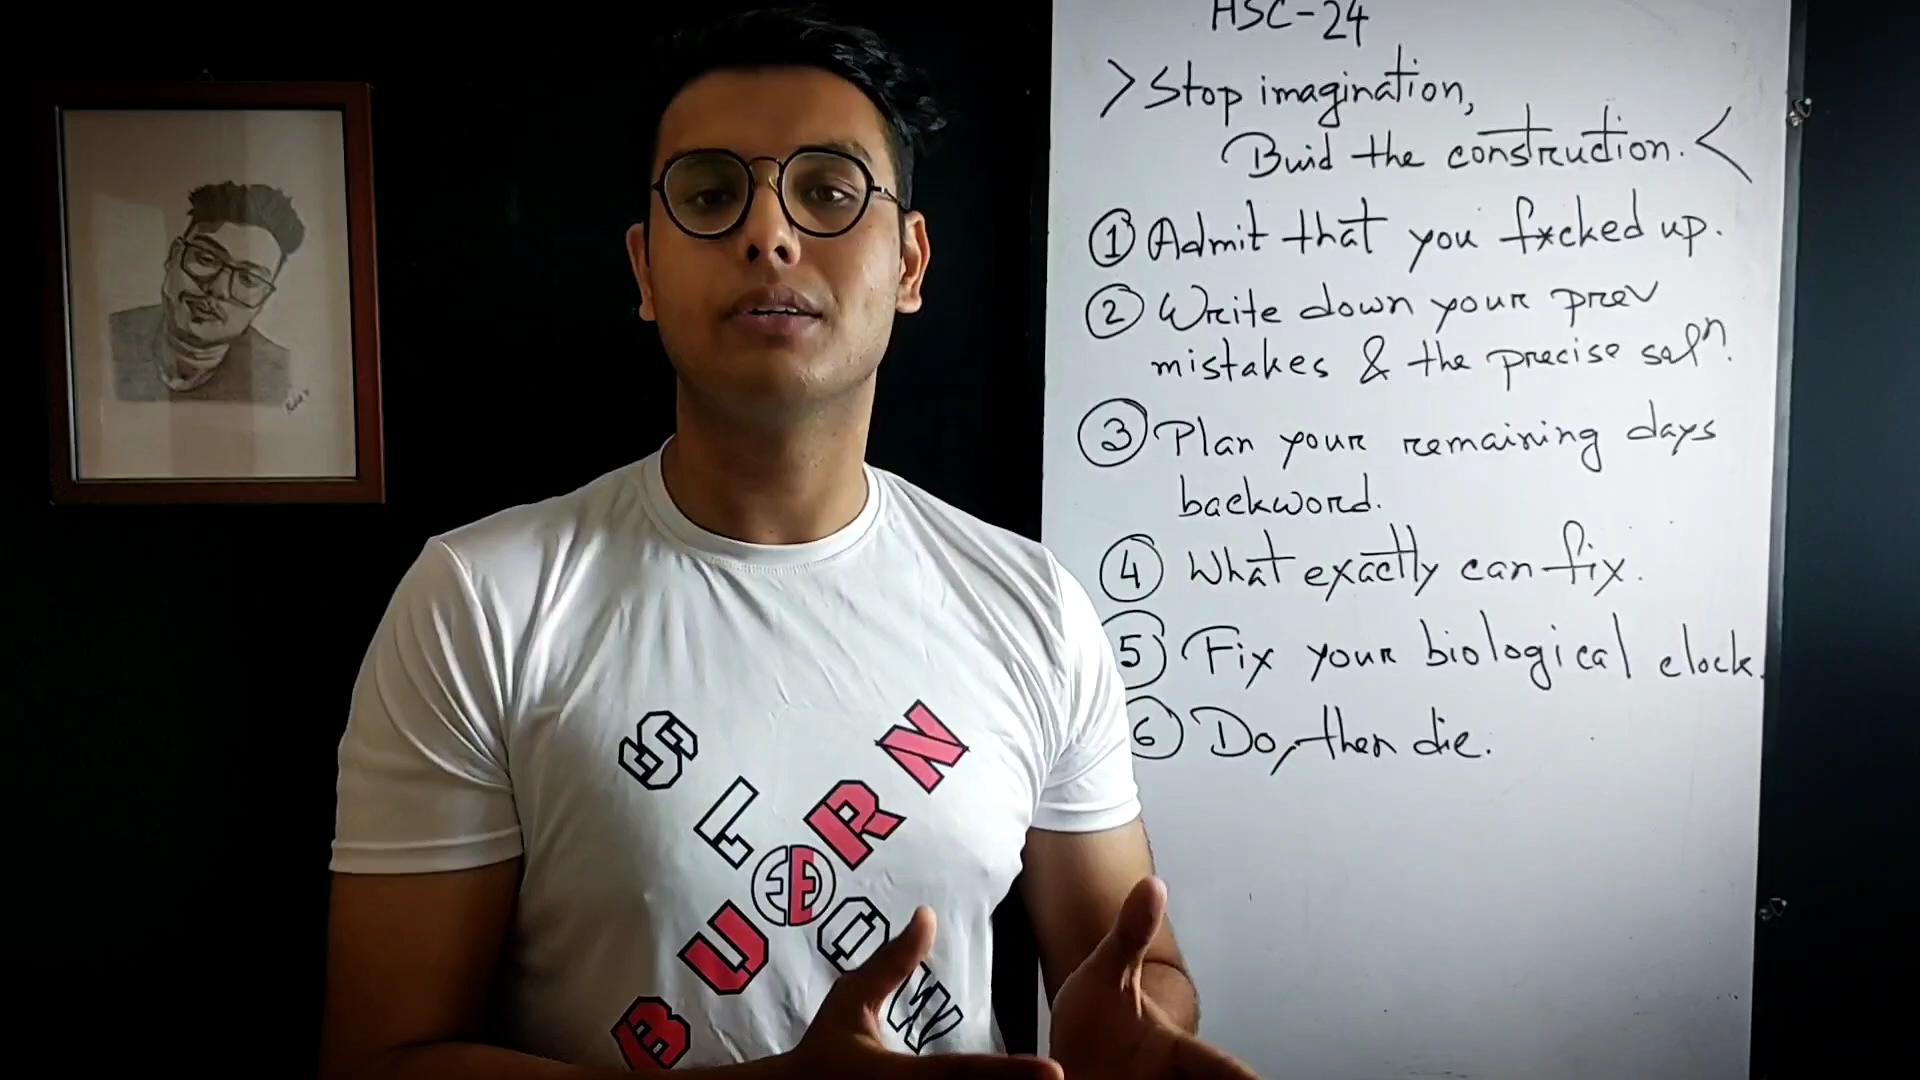 HSC-24
> Stop imagination,
Buid the construction. <
① Admit that you f*cked up.
② Write down your prev
mistakes & the precise solⁿ.
③ Plan your remaining days
backword.
④ What exactly can fix.
⑤ Fix your biological clock.
⑥ Do, then die.
SLOW
BURN